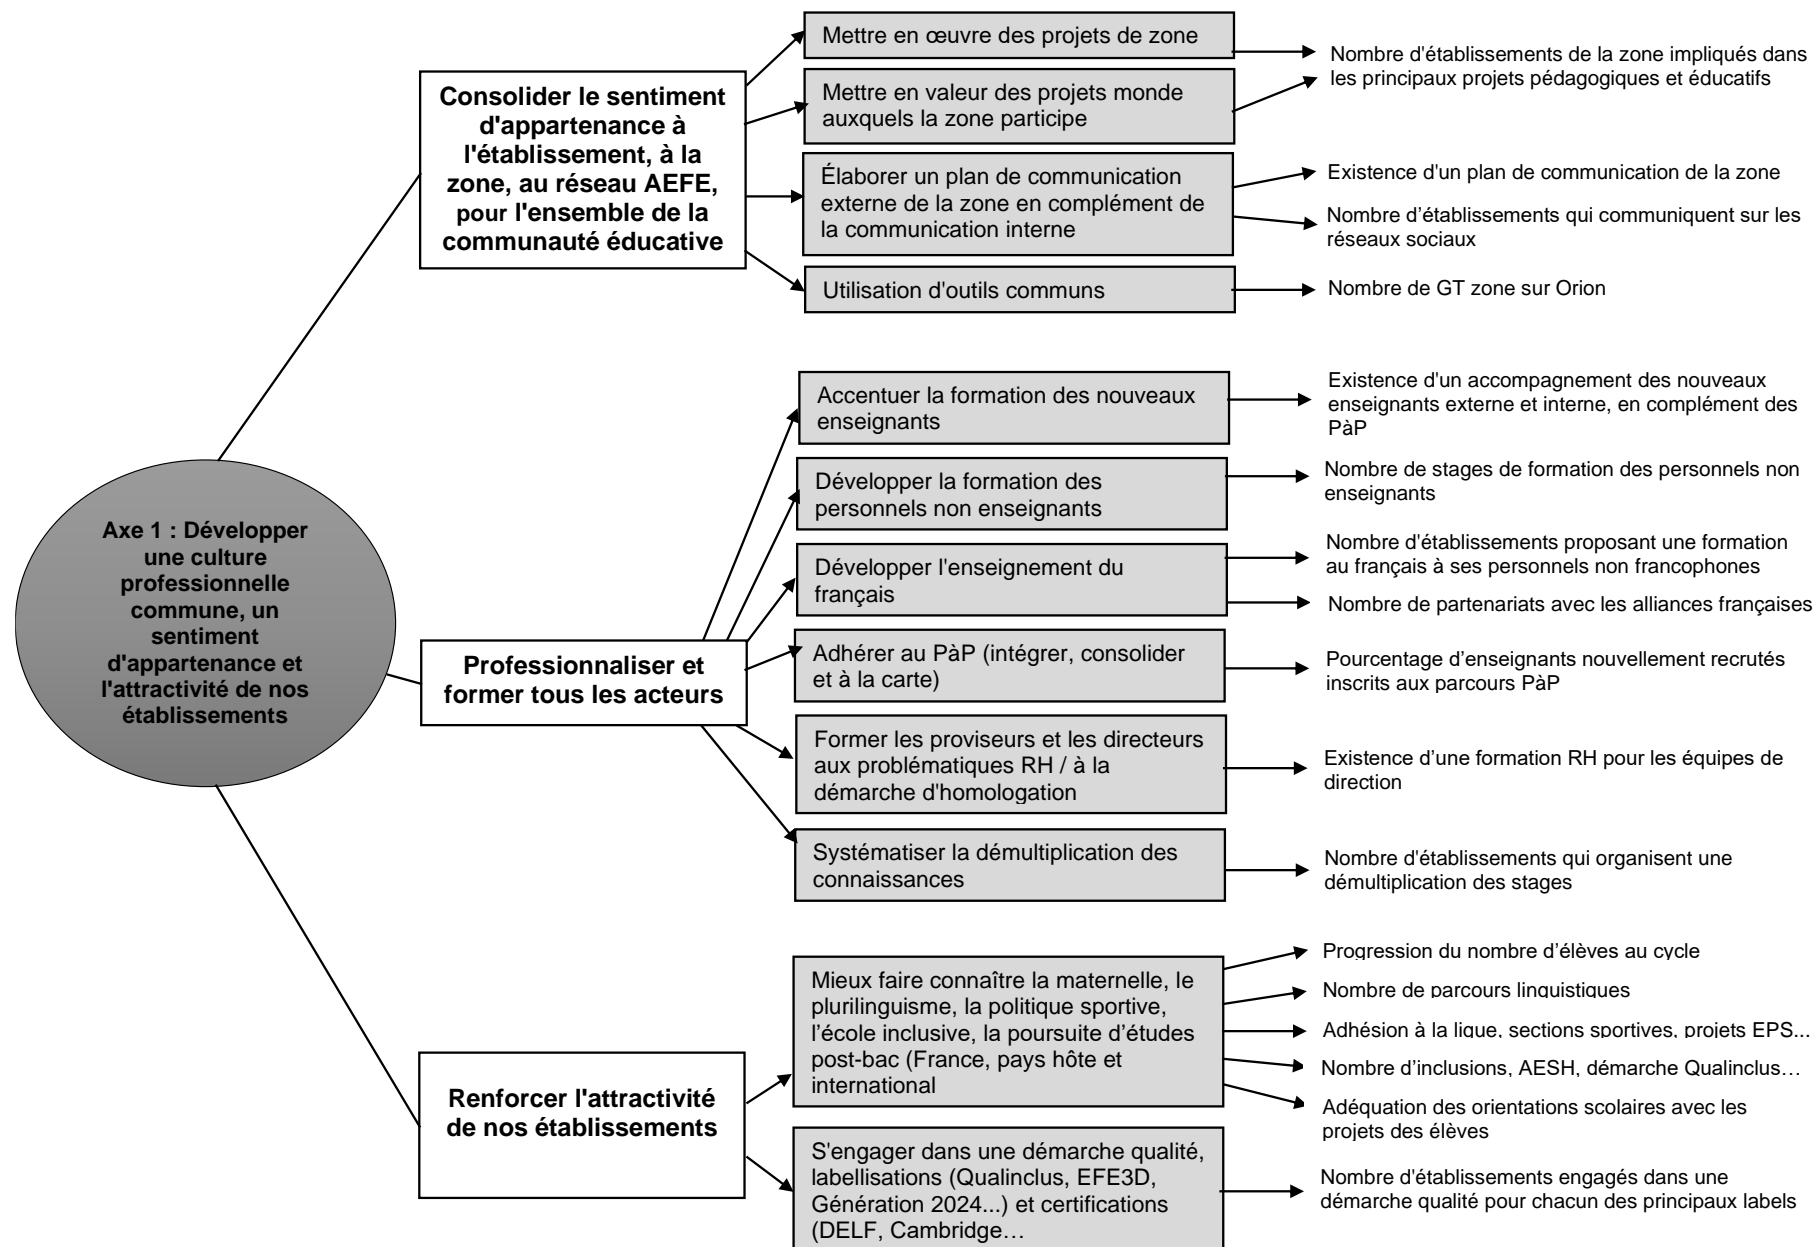 Axe 1 : Développer
une culture
professionnelle
commune, un
sentiment
d'appartenance et
l'attractivité de nos
établissements
Consolider le sentiment
d'appartenance à
l'établissement, à la
zone, au réseau AEFE,
pour l'ensemble de la
communauté éducative
Mettre en œuvre des projets de zone
Mettre en valeur des projets monde
auxquels la zone participe
Nombre d'établissements de la zone impliqués dans
les principaux projets pédagogiques et éducatifs
Élaborer un plan de communication
externe de la zone en complément de
la communication interne
Existence d'un plan de communication de la zone
Nombre d’établissements qui communiquent sur les
réseaux sociaux
Utilisation d'outils communs
Nombre de GT zone sur Orion
Professionnaliser et
former tous les acteurs
Accentuer la formation des nouveaux
enseignants
Existence d'un accompagnement des nouveaux
enseignants externe et interne, en complément des
PàP
Développer la formation des
personnels non enseignants
Nombre de stages de formation des personnels non
enseignants
Développer l'enseignement du
français
Nombre d'établissements proposant une formation
au français à ses personnels non francophones
Nombre de partenariats avec les alliances françaises
Adhérer au PàP (intégrer, consolider
et à la carte)
Pourcentage d’enseignants nouvellement recrutés
inscrits aux parcours PàP
Former les proviseurs et les directeurs
aux problématiques RH / à la
démarche d'homologation
Existence d’une formation RH pour les équipes de
direction
Systématiser la démultiplication des
connaissances
Nombre d'établissements qui organisent une
démultiplication des stages
Renforcer l'attractivité
de nos établissements
Mieux faire connaître la maternelle, le
plurilinguisme, la politique sportive,
l’école inclusive, la poursuite d’études
post-bac (France, pays hôte et
international
Progression du nombre d’élèves au cycle
Nombre de parcours linguistiques
Adhésion à la ligue, sections sportives, projets EPS...
Nombre d’inclusions, AESH, démarche Qualinclus…
Adéquation des orientations scolaires avec les
projets des élèves
S'engager dans une démarche qualité,
labellisations (Qualinclus, EFE3D,
Génération 2024...) et certifications
(DELF, Cambridge…
Nombre d'établissements engagés dans une
démarche qualité pour chacun des principaux labels